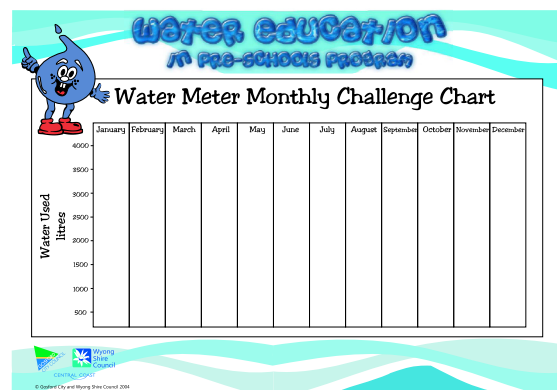 Water Education
in Pre-Schools Program
Water Meter Monthly Challenge Chart
January February March April May June July August September October November December
4000
3500
3000
2500
2000
1500
1000
500
Water Used
litres
Wyong
Shire
Council
CENTRAL COAST
© Gosford City and Wyong Shire Council 2004